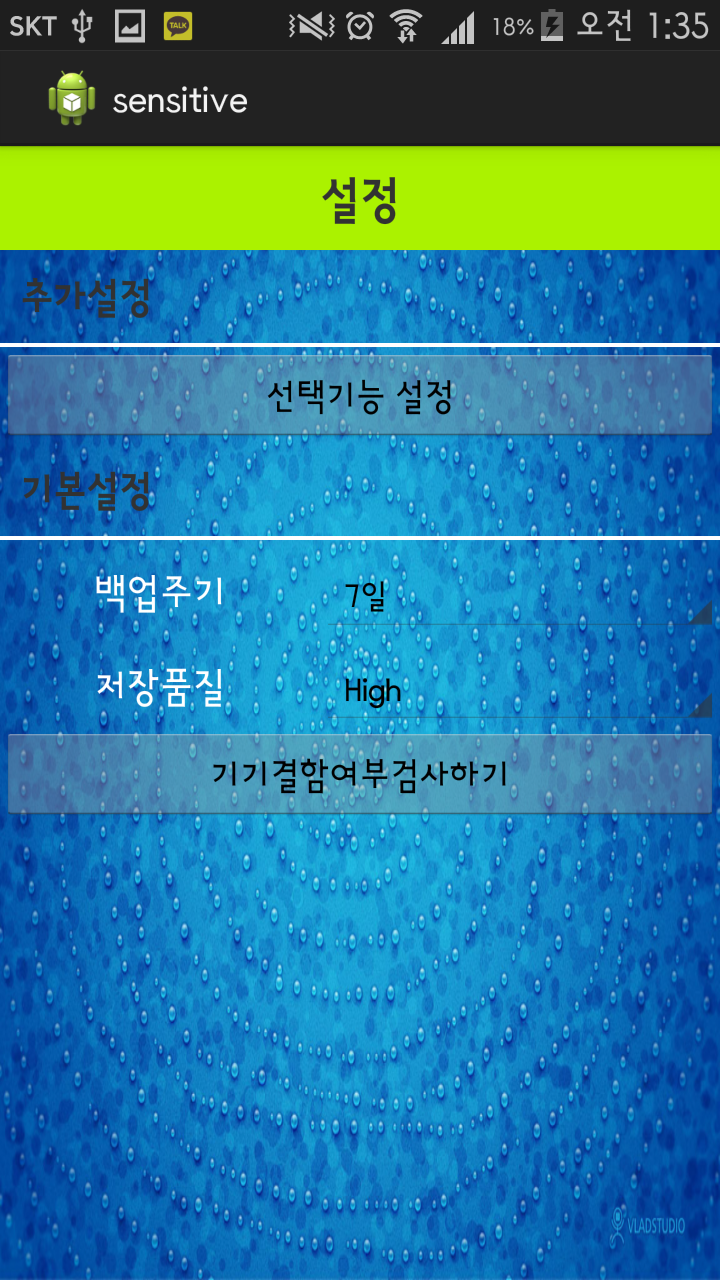 SKT TALK 18% 오전 1:35
sensitive
설정
추가설정
선택기능 설정
기본설정
백업주기 7일
저장품질 High
기기결함여부검사하기
VLADSTUDIO